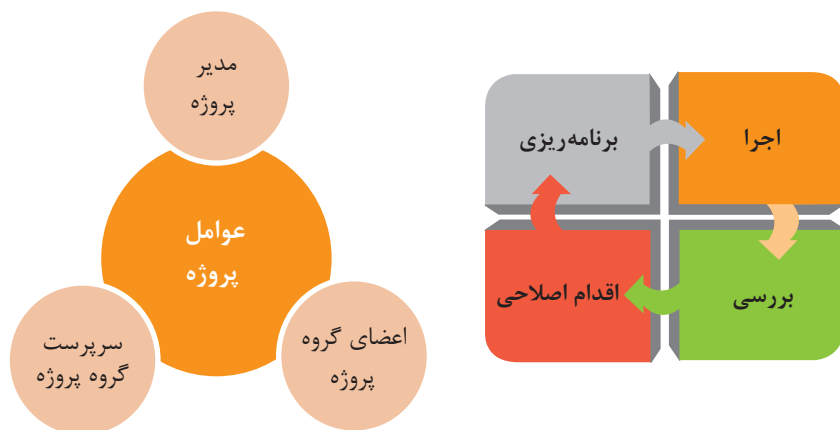 اجرا
برنامه‌ریزی
بررسی
اقدام اصلاحی
مدیر
پروژه
عوامل
پروژه
اعضای گروه
پروژه
سرپرست
گروه پروژه